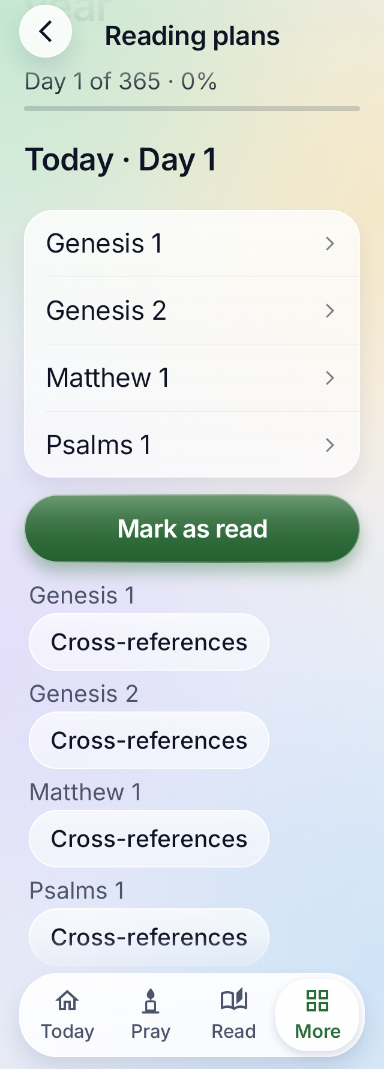 year
Reading plans
Day 1 of 365 · 0%
Today · Day 1
Genesis 1
Genesis 2
Matthew 1
Psalms 1
Mark as read
Genesis 1
Cross-references
Genesis 2
Cross-references
Matthew 1
Cross-references
Psalms 1
Cross-references
Today
Pray
Read
More